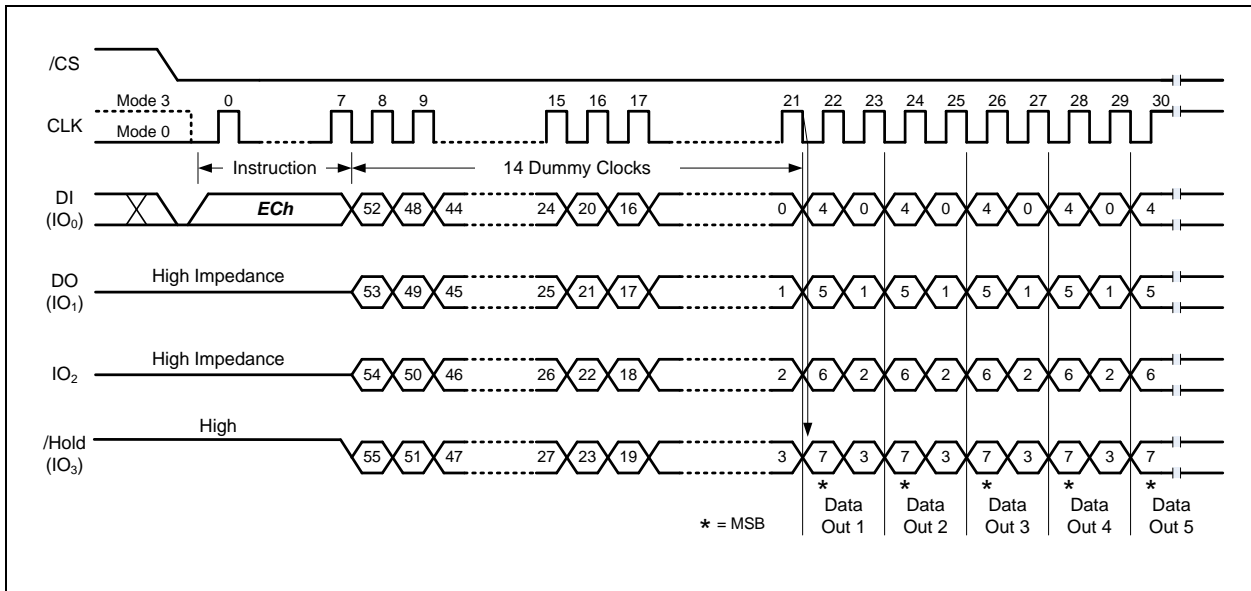 /CS
Mode 3 0 7 8 9 15 16 17 21 22 23 24 25 26 27 28 29 30
CLK
Mode 0
Instruction 14 Dummy Clocks
DI
(IO0) ECh 52 48 44 24 20 16 0 4 0 4 0 4 0 4 0 4
High Impedance
DO
(IO1) 53 49 45 25 21 17 1 5 1 5 1 5 1 5 1 5
High Impedance
IO2 54 50 46 26 22 18 2 6 2 6 2 6 2 6 2 6
High
/Hold
(IO3) 55 51 47 27 23 19 3 7 3 7 3 7 3 7 3 7
* * * * *
* = MSB
Data Out 1
Data Out 2
Data Out 3
Data Out 4
Data Out 5